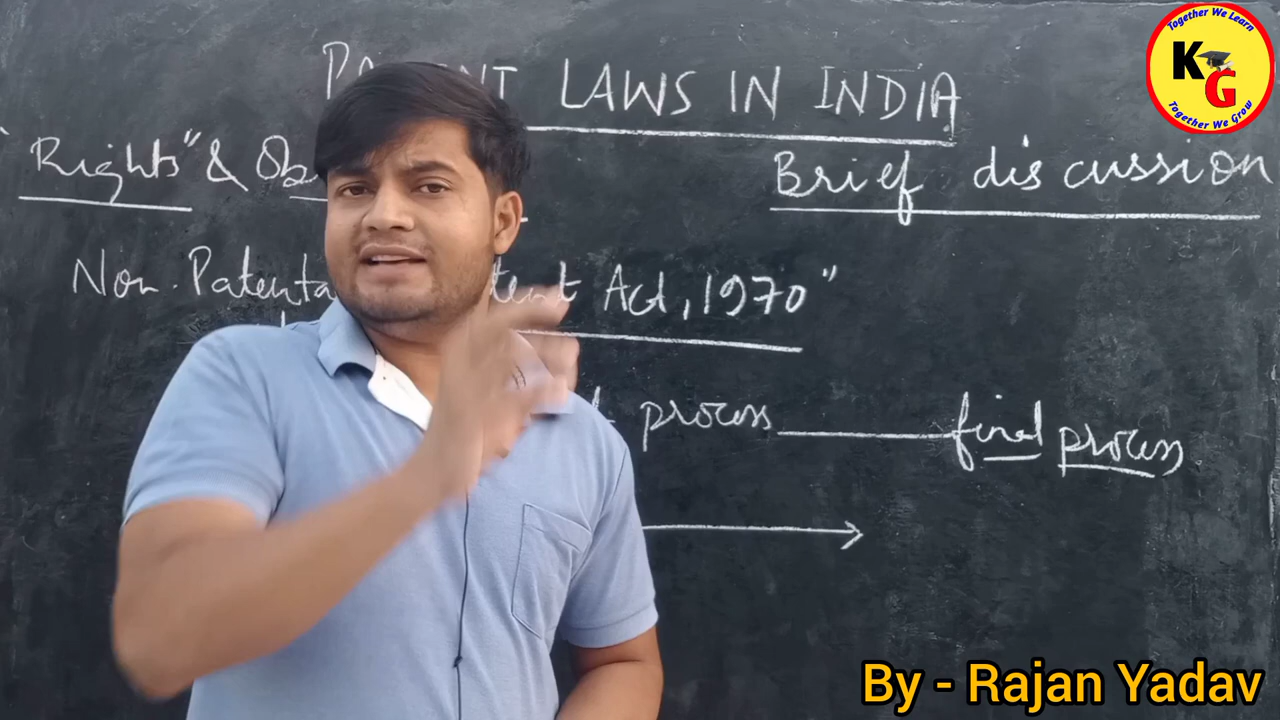 Together We Learn
KG
Together We Grow
LAWS IN INDIA
"Rights" &
Brief discussion
Non-
Act, 1970"
process
final process
By - Rajan Yadav